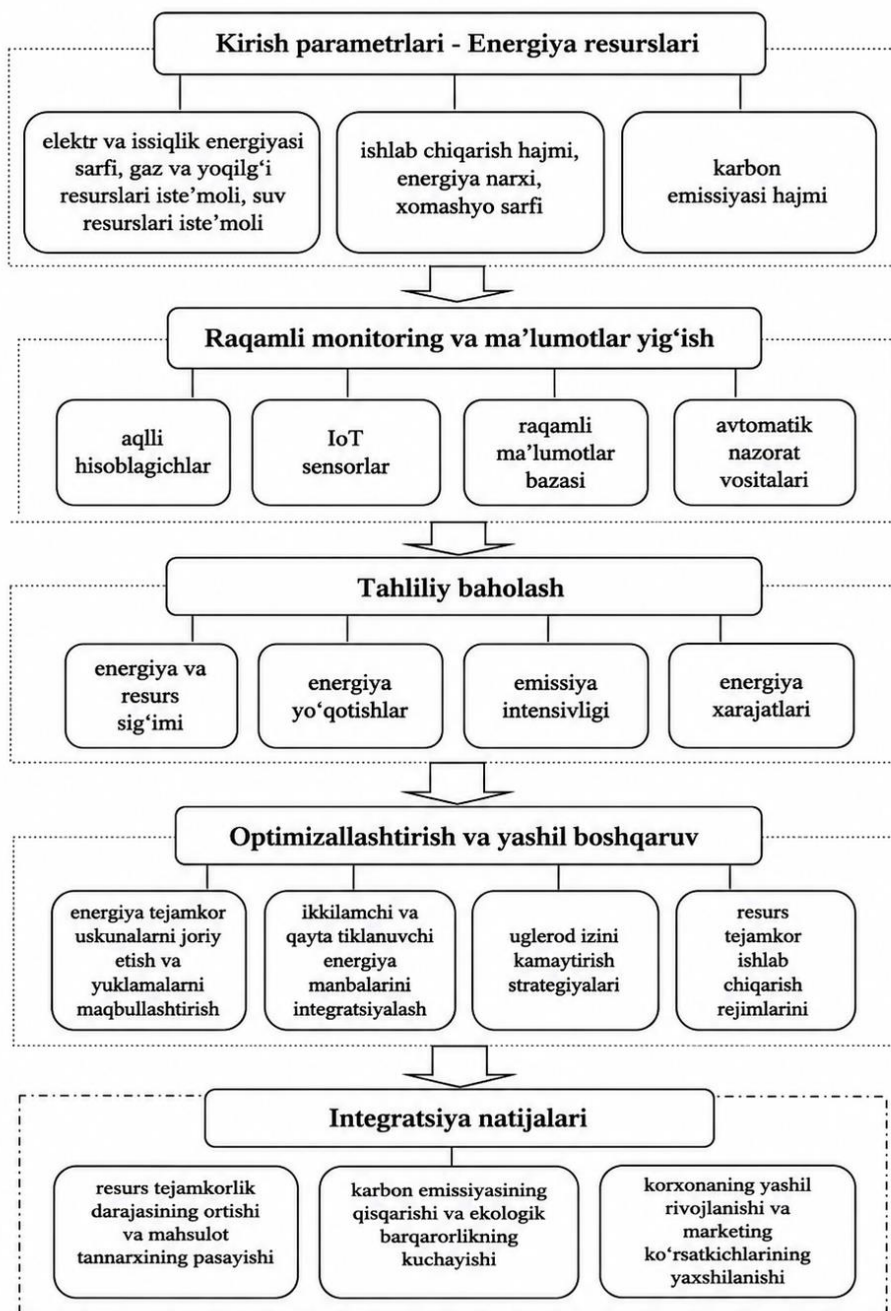 Kirish parametrlari - Energiya resurslari
elektr va issiqlik energiyasi
sarfi, gaz va yoqilg‘i
resurslari iste’moli, suv
resurslari iste’moli
ishlab chiqarish hajmi,
energiya narxi,
xomashyo sarfi
karbon
emissiyasi hajmi
Raqamli monitoring va ma’lumotlar yig‘ish
aqlli
hisoblagichlar
IoT
sensorlar
raqamli
ma’lumotlar
bazasi
avtomatik
nazorat
vositalari
Tahliliy baholash
energiya va
resurs
sig‘imi
energiya
yo‘qotishlar
emissiya
intensivligi
energiya
xarajatlari
Optimizallashtirish va yashil boshqaruv
energiya tejamkor
uskunalarni joriy
etish va
yuklamalarni
maqbullashtirish
ikkilamchi va
qayta tiklanuvchi
energiya
manbalarini
integratsiyalash
uglerod izini
kamaytirish
strategiyalari
resurs
tejamkor
ishlab
chiqarish
rejimlarini
Integratsiya natijalari
resurs tejamkorlik
darajasining ortishi
va mahsulot
tannarxining pasayishi
karbon emissiyasining
qisqarishi va ekologik
barqarorlikning
kuchayishi
korxonaning yashil
rivojlanishi va
marketing
ko‘rsatkichlarining
yaxshilanishi